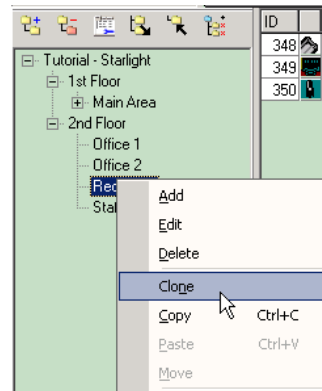 ID
348
349
350
Tutorial - Starlight
1st Floor
Main Area
2nd Floor
Office 1
Office 2
Add
Edit
Delete
Clone
Copy Ctrl+C
Paste Ctrl+V
Move